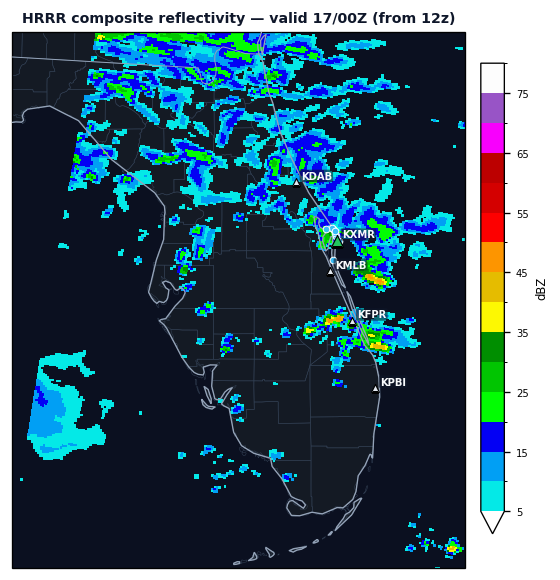 HRRR composite reflectivity — valid 17/00Z (from 12z)
KDAB
KXMR
KMLB
KFPR
KPBI
75
65
55
45
35
25
15
5
dBZ